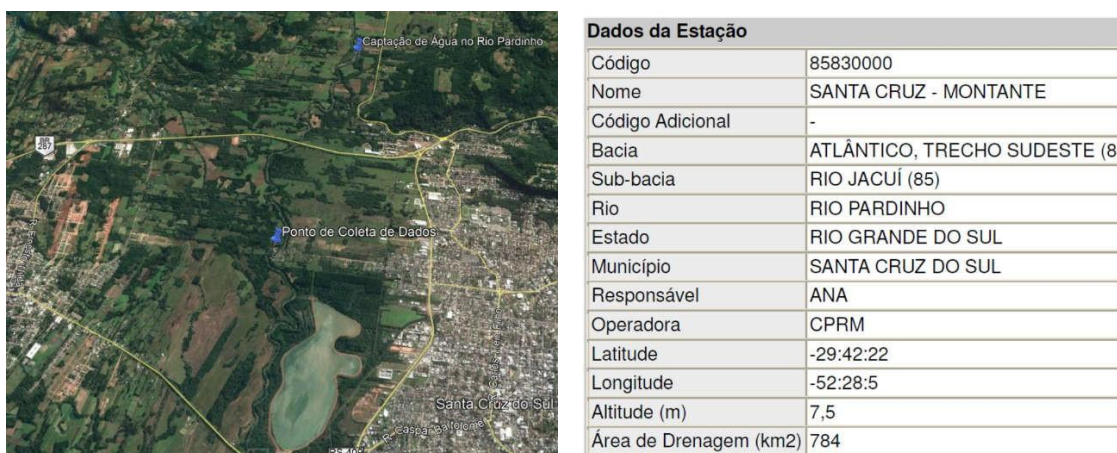 Captação de Água no Rio Pardinho
BR
287
Ponto de Coleta de Dados
Santa Cruz do Sul
Dados da Estação
Código 85830000
Nome SANTA CRUZ - MONTANTE
Código Adicional -
Bacia ATLÂNTICO, TRECHO SUDESTE (8
Sub-bacia RIO JACUÍ (85)
Rio RIO PARDINHO
Estado RIO GRANDE DO SUL
Município SANTA CRUZ DO SUL
Responsável ANA
Operadora CPRM
Latitude -29:42:22
Longitude -52:28:5
Altitude (m) 7,5
Área de Drenagem (km2) 784